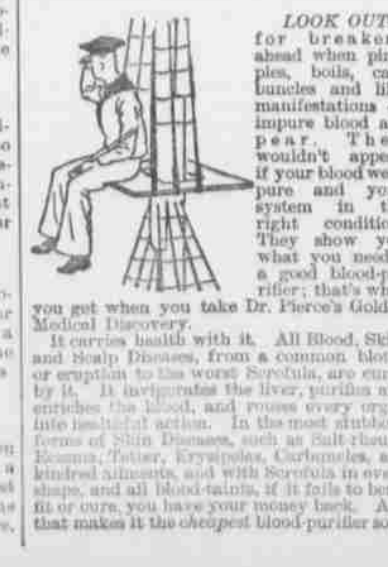 LOOK OUT
for breaker
ahead when pin
ples, boils, ca
buncles and li
manifestations
impure blood a
pear. The
wouldn't appe
if your blood we
pure and yo
system in t
right conditio
They show y
what you need
a good blood-p
rifier; that's wh
you get when you take Dr. Pierce's Gold
Medical Discovery.
It carries health with it. All Blood, Ski
and Scalp Diseases, from a common blot
or eruption to the worst Scrofula, are cur
by it. It invigorates the liver, purifies a
enriches the blood, and rouses every org
into healthful action. In the most stubbo
forms of Skin Diseases, such as Salt-rheu
Eczema, Tetter, Erysipelas, Carbuncles, a
kindred ailments, and with Scrofula in eve
shape, and all blood-taints, if it fails to be
fit or cure, you have your money back. A
that makes it the cheapest blood-purifier so